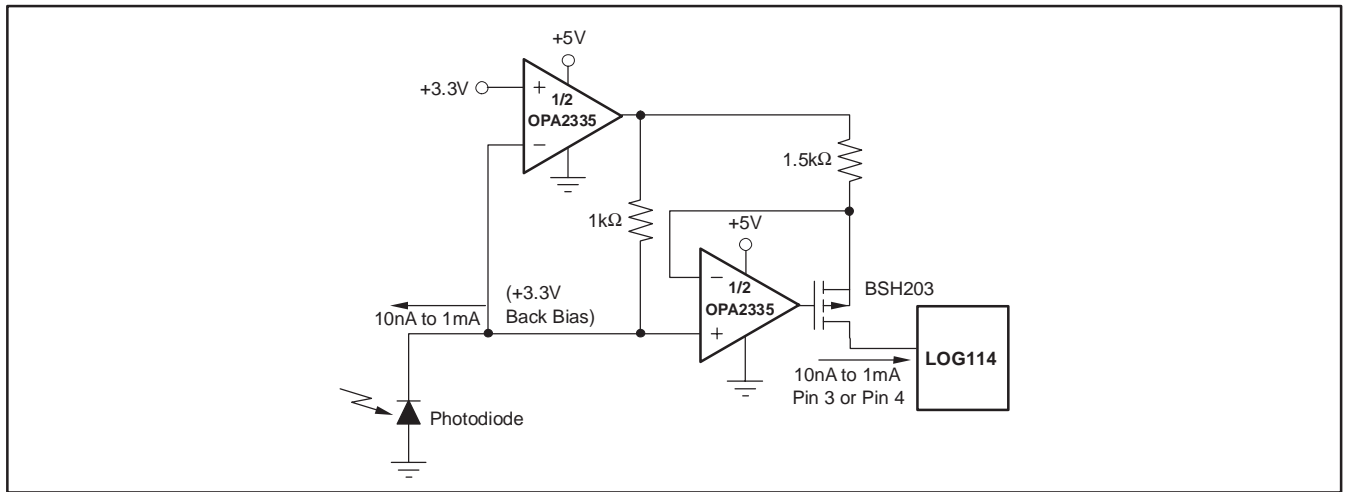 +5V
+3.3V
+
1/2
OPA2335
−
1.5kΩ
1kΩ
+5V
−
1/2
OPA2335
+
BSH203
(+3.3V
Back Bias)
10nA to 1mA
LOG114
10nA to 1mA
Pin 3 or Pin 4
Photodiode